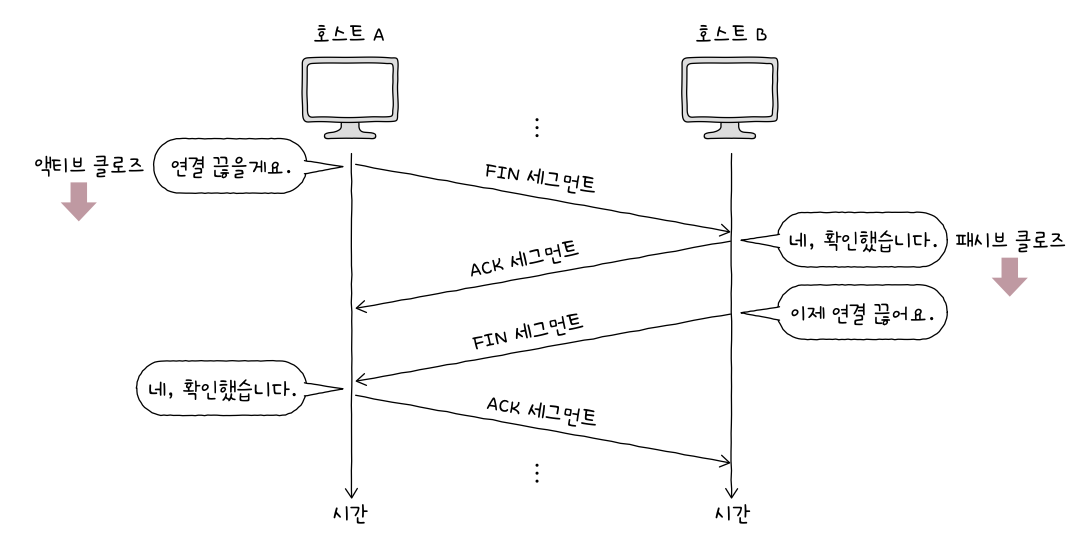 호스트 A
호스트 B
액티브 클로즈
연결 끊을게요.
FIN 세그먼트
네, 확인했습니다.
패시브 클로즈
ACK 세그먼트
이제 연결 끊어요.
FIN 세그먼트
네, 확인했습니다.
ACK 세그먼트
시간
시간